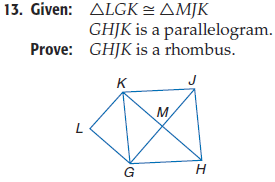 13. Given: △LGK ≅ △MJK
GHJK is a parallelogram.
Prove: GHJK is a rhombus.
K J
M
L
G H